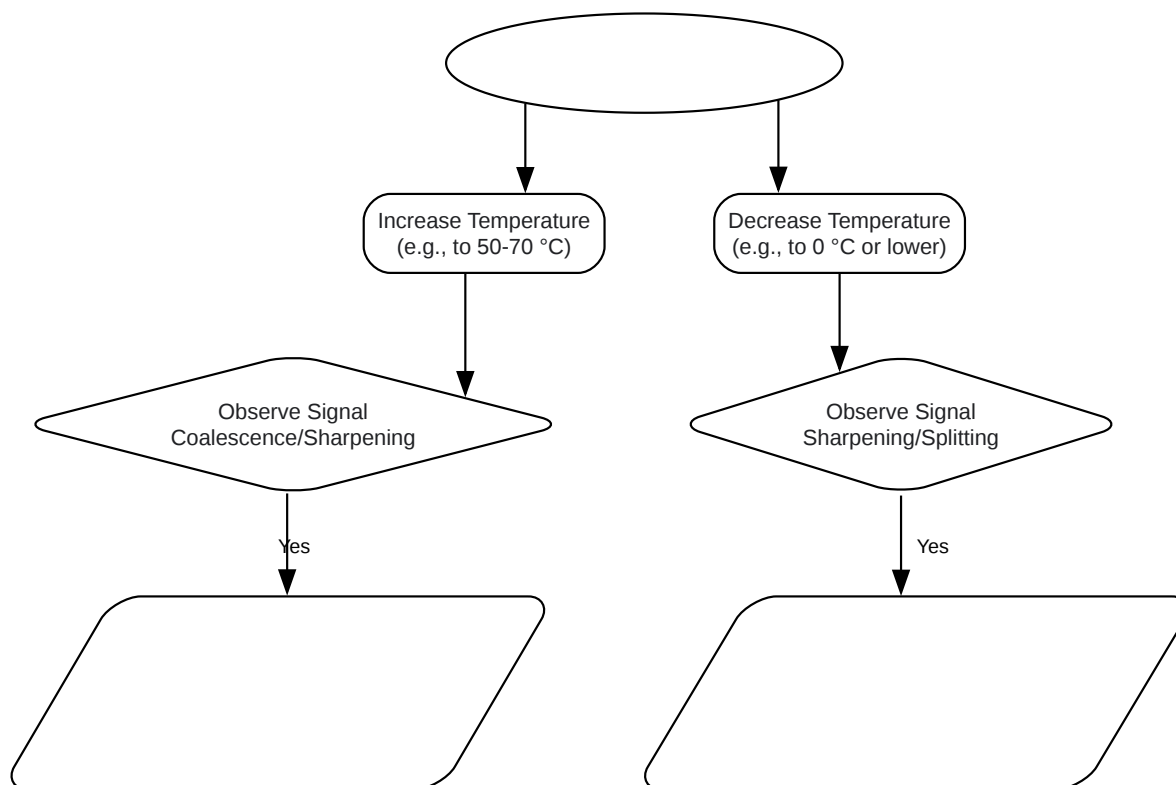 Increase Temperature
(e.g., to 50-70 °C)
Decrease Temperature
(e.g., to 0 °C or lower)
Observe Signal
Coalescence/Sharpening
Observe Signal
Sharpening/Splitting
Yes
Yes